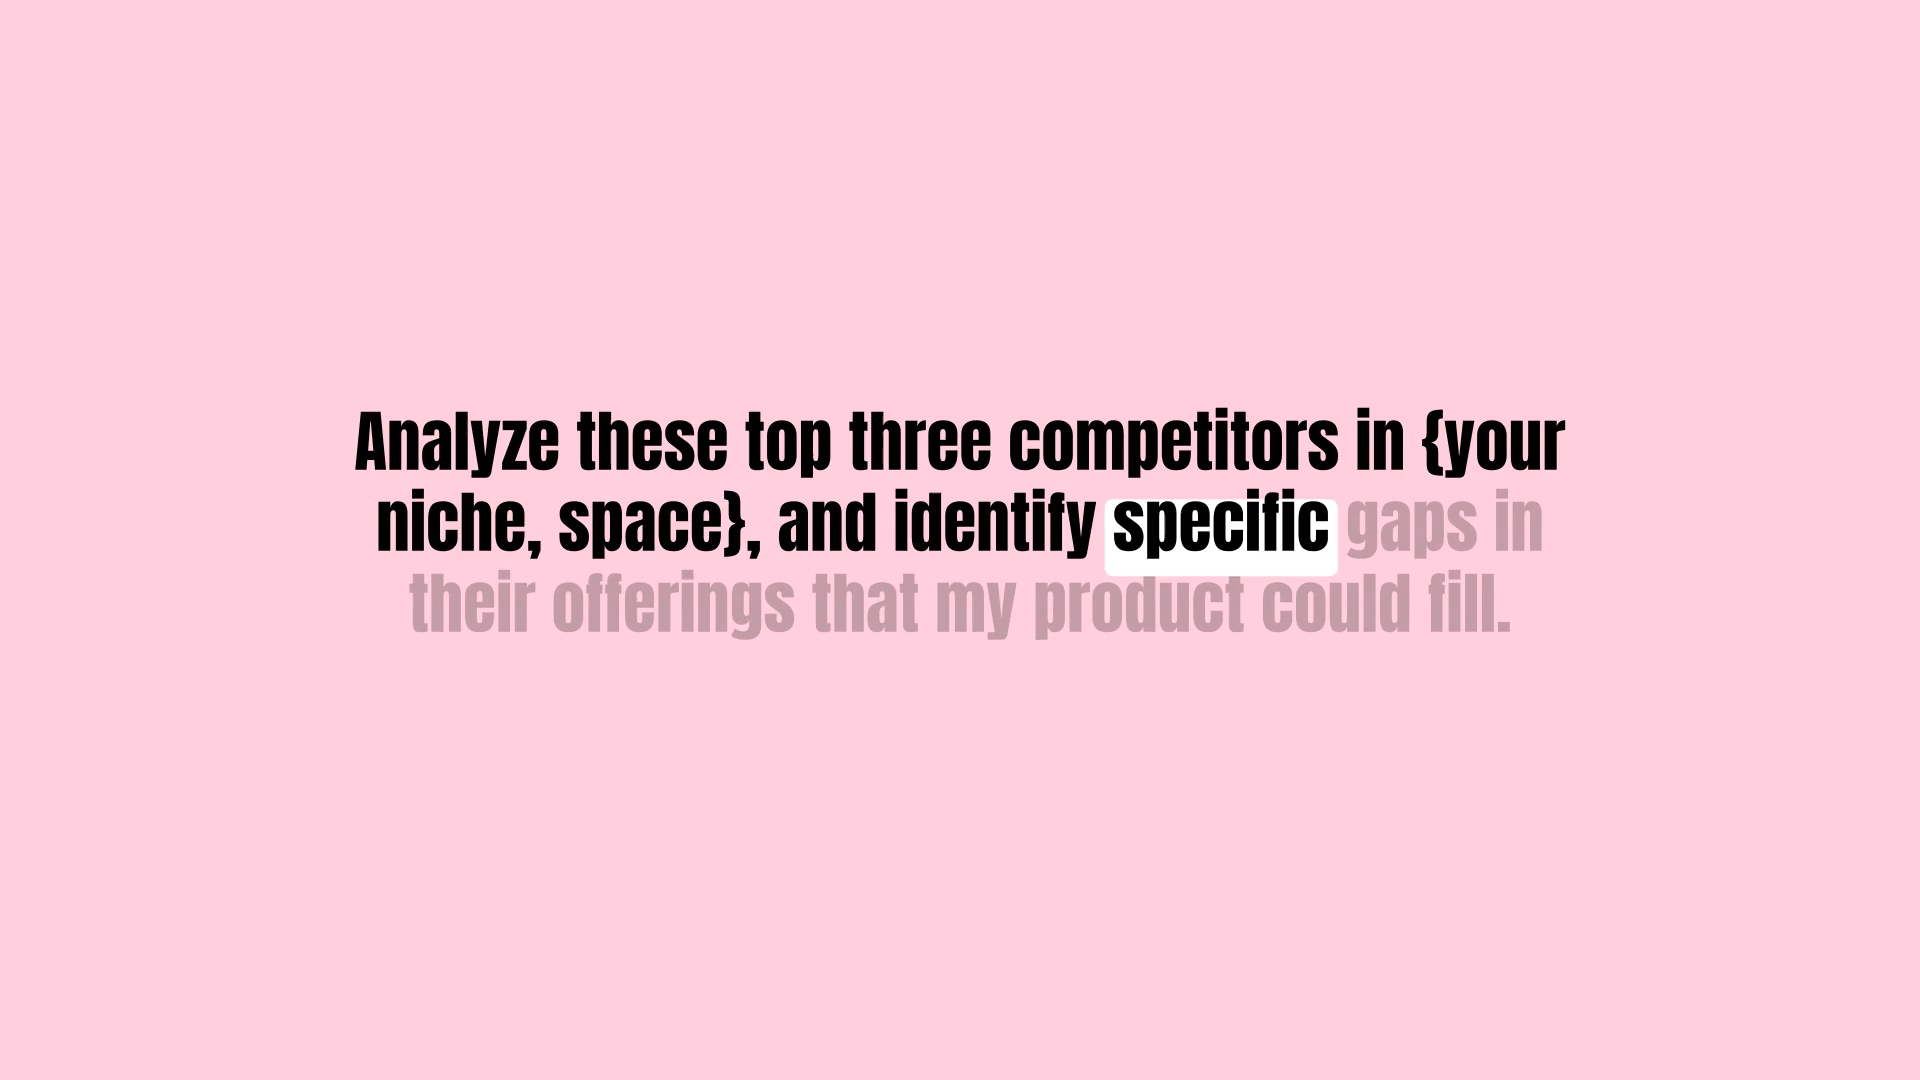 Analyze these top three competitors in {your
niche, space}, and identify specific gaps in
their offerings that my product could fill.